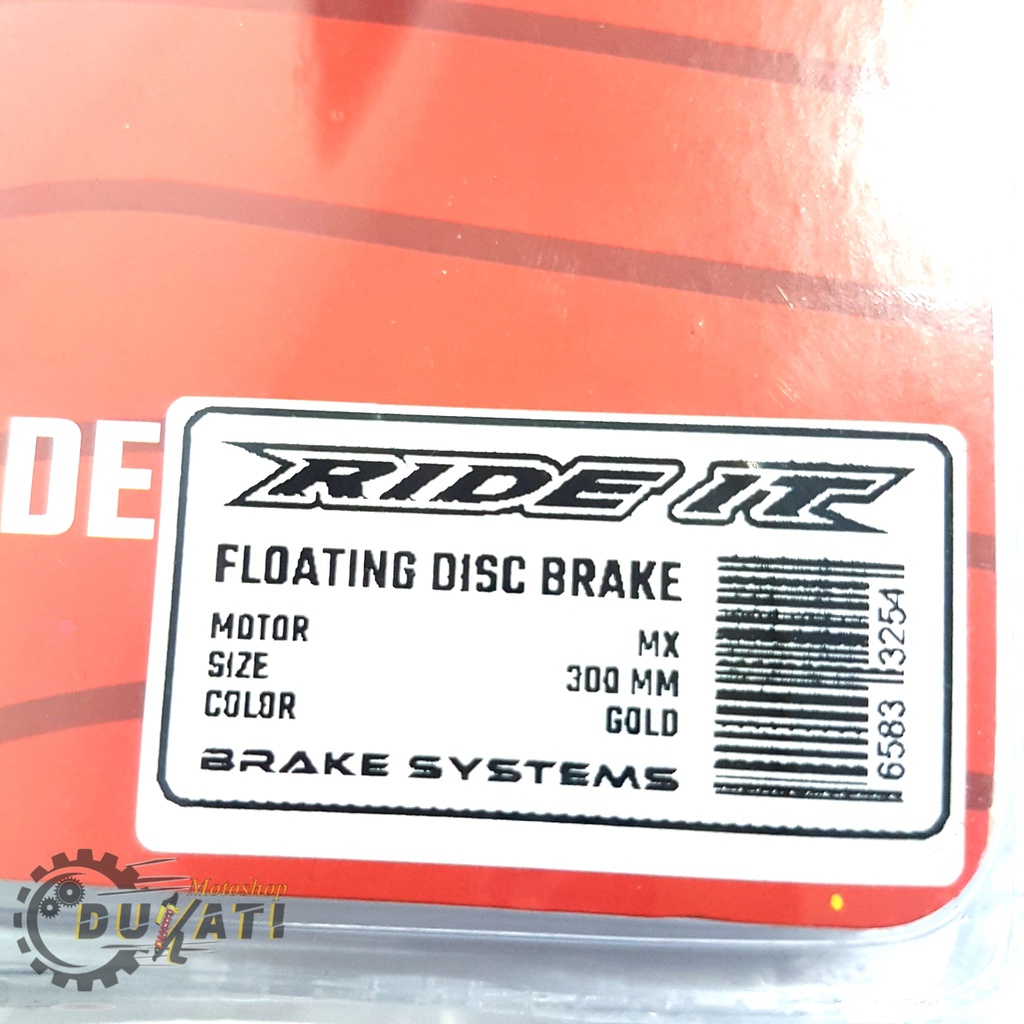 DE
RIDE IT
FLOATING DISC BRAKE
MOTOR MX
SIZE 300 MM
COLOR GOLD
BRAKE SYSTEMS
6583 3254
Motoshop
DUKATI